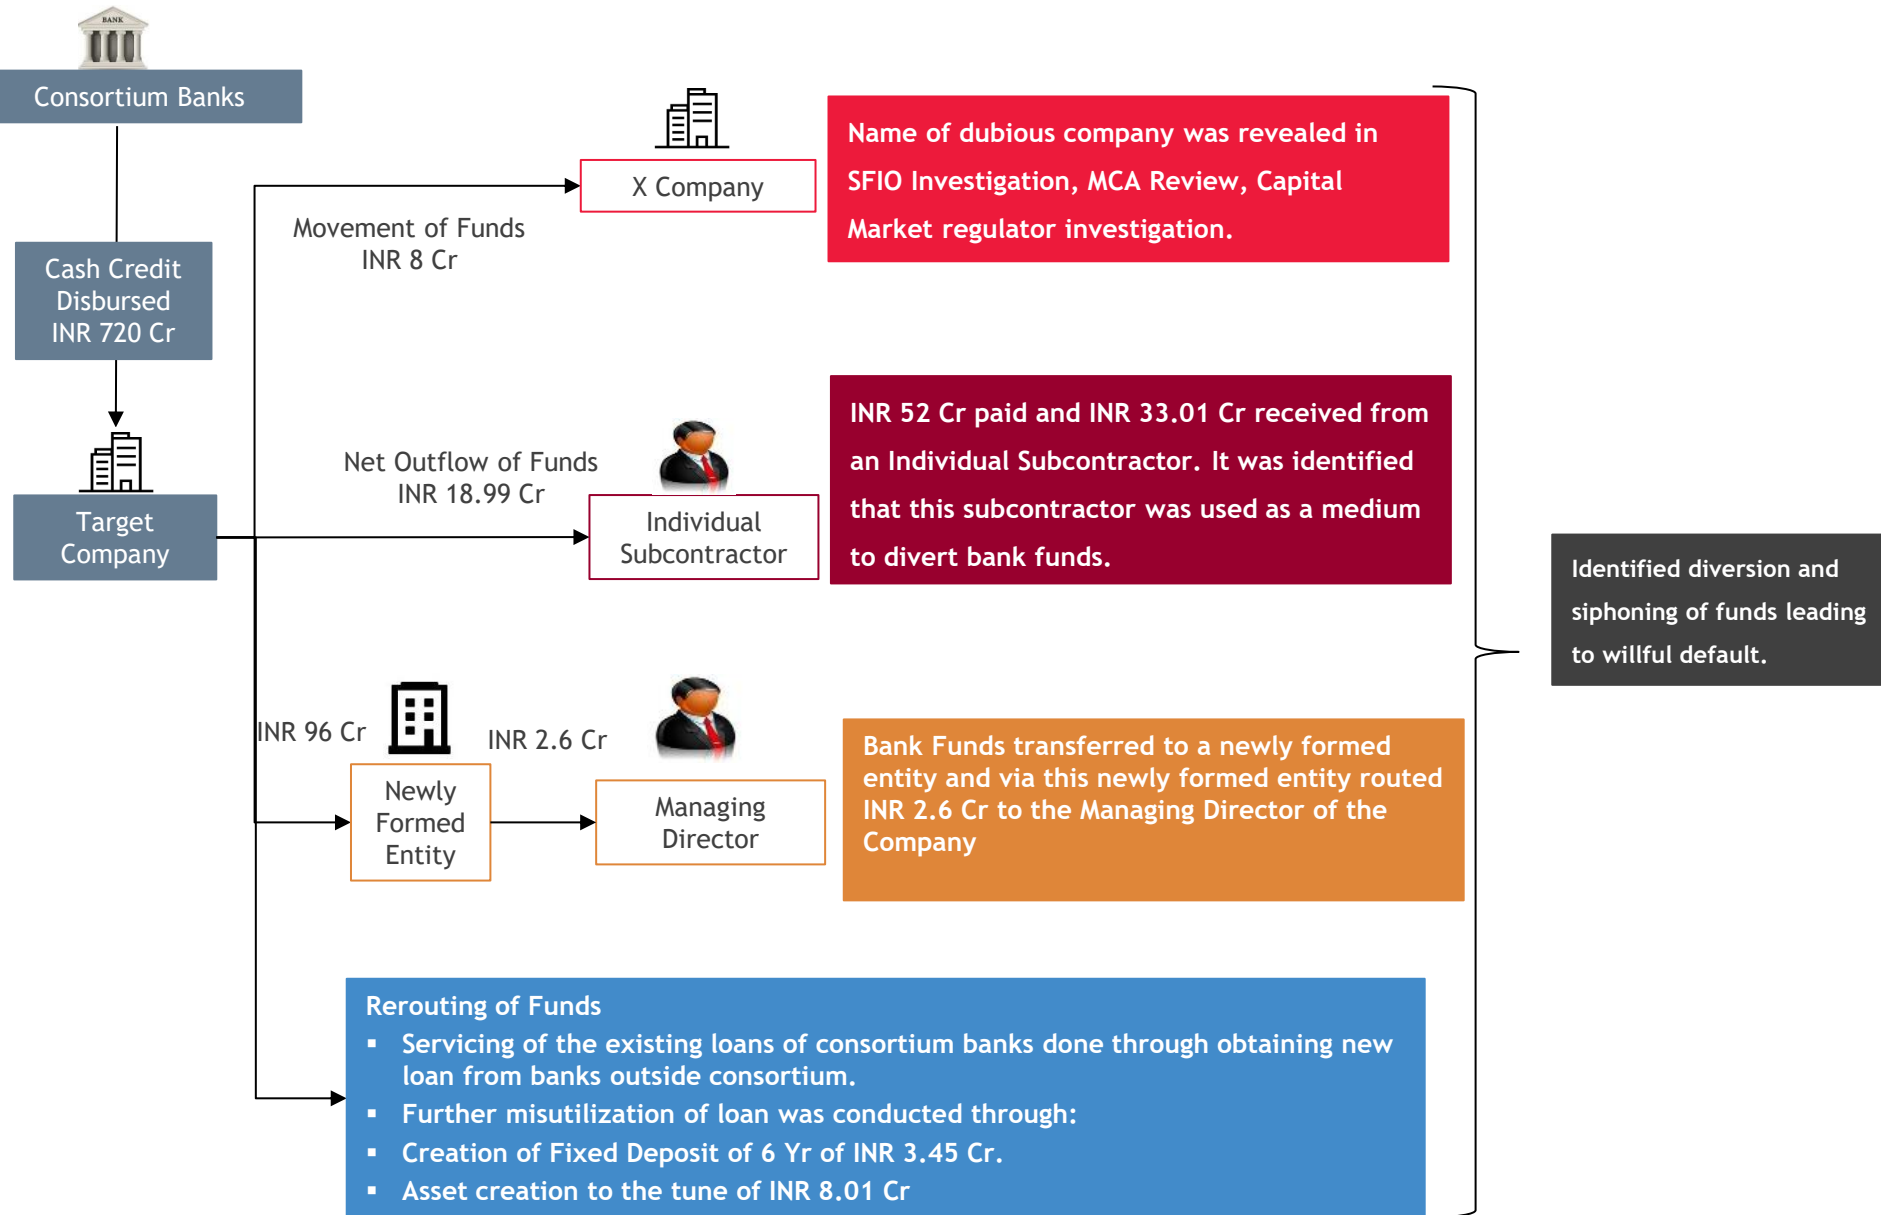 BANK
Consortium Banks
Cash Credit
Disbursed
INR 720 Cr
Target
Company
Movement of Funds
INR 8 Cr
X Company
Name of dubious company was revealed in
SFIO Investigation, MCA Review, Capital
Market regulator investigation.
Net Outflow of Funds
INR 18.99 Cr
Individual
Subcontractor
INR 52 Cr paid and INR 33.01 Cr received from
an Individual Subcontractor. It was identified
that this subcontractor was used as a medium
to divert bank funds.
INR 96 Cr
Newly
Formed
Entity
INR 2.6 Cr
Managing
Director
Bank Funds transferred to a newly formed
entity and via this newly formed entity routed
INR 2.6 Cr to the Managing Director of the
Company
Rerouting of Funds
▪ Servicing of the existing loans of consortium banks done through obtaining new
loan from banks outside consortium.
▪ Further misutilization of loan was conducted through:
▪ Creation of Fixed Deposit of 6 Yr of INR 3.45 Cr.
▪ Asset creation to the tune of INR 8.01 Cr
Identified diversion and
siphoning of funds leading
to willful default.